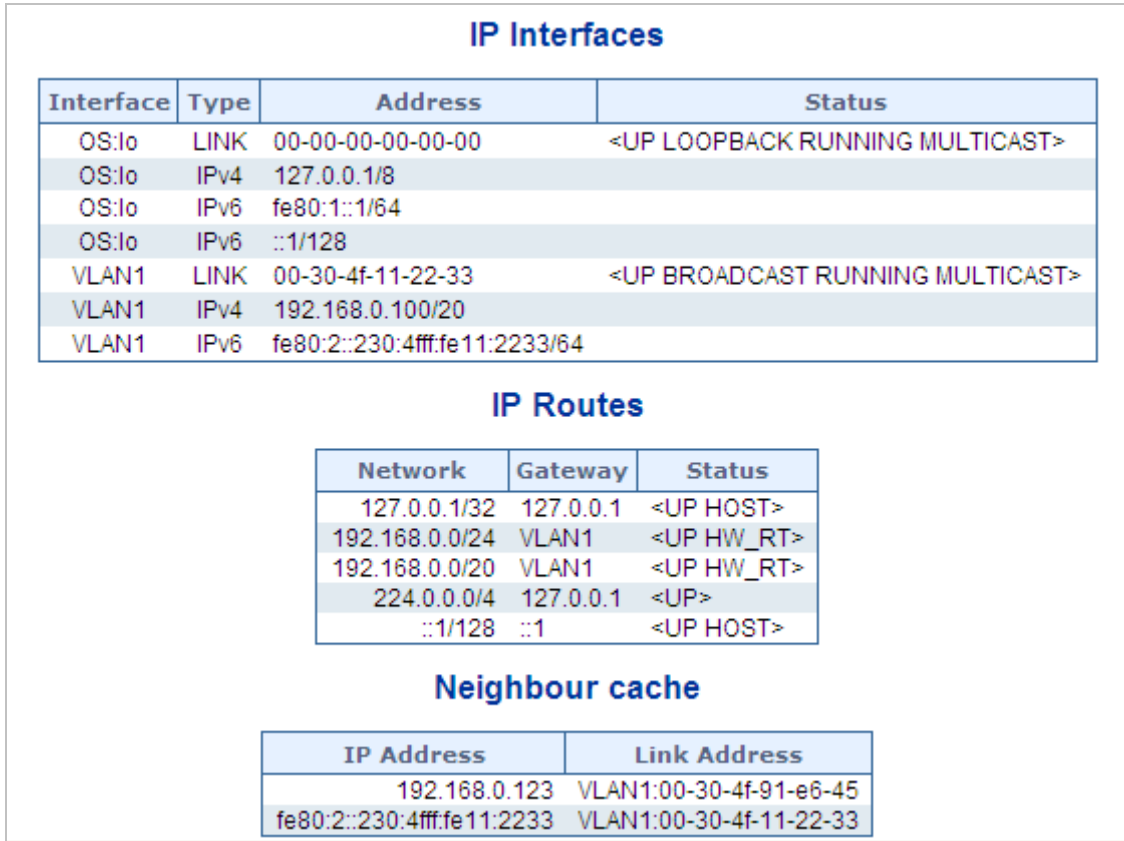 IP Interfaces
Interface Type Address Status
OS:lo LINK 00-00-00-00-00-00 <UP LOOPBACK RUNNING MULTICAST>
OS:lo IPv4 127.0.0.1/8
OS:lo IPv6 fe80:1::1/64
OS:lo IPv6 ::1/128
VLAN1 LINK 00-30-4f-11-22-33 <UP BROADCAST RUNNING MULTICAST>
VLAN1 IPv4 192.168.0.100/20
VLAN1 IPv6 fe80:2::230:4fff:fe11:2233/64
IP Routes
Network Gateway Status
127.0.0.1/32 127.0.0.1 <UP HOST>
192.168.0.0/24 VLAN1 <UP HW_RT>
192.168.0.0/20 VLAN1 <UP HW_RT>
224.0.0.0/4 127.0.0.1 <UP>
::1/128 ::1 <UP HOST>
Neighbour cache
IP Address Link Address
192.168.0.123 VLAN1:00-30-4f-91-e6-45
fe80:2::230:4fff:fe11:2233 VLAN1:00-30-4f-11-22-33